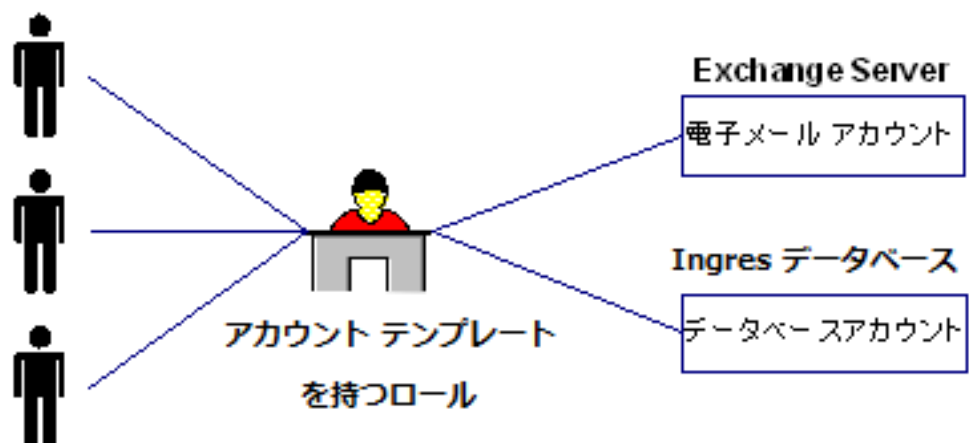 Exchange Server
電子メール アカウント
Ingres データベース
データベースアカウント
アカウント テンプレート
を持つロール